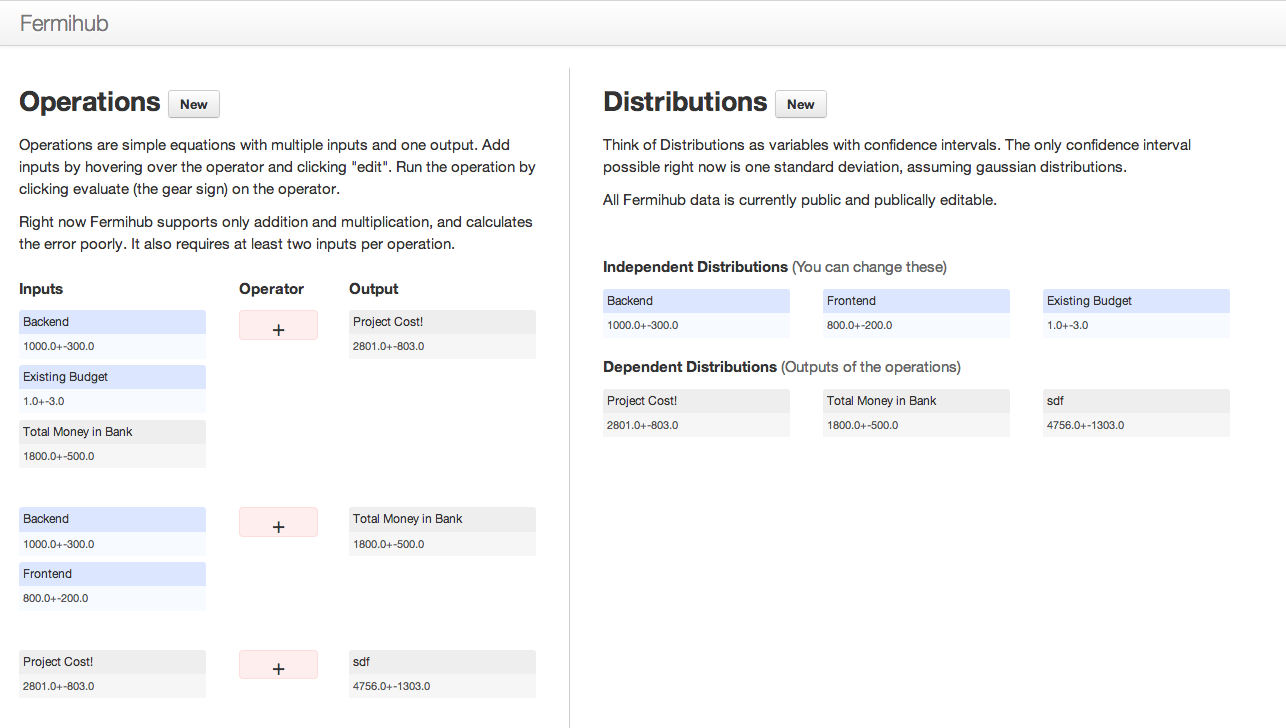 Fermihub
Operations New
Operations are simple equations with multiple inputs and one output. Add
inputs by hovering over the operator and clicking "edit". Run the operation by
clicking evaluate (the gear sign) on the operator.
Right now Fermihub supports only addition and multiplication, and calculates
the error poorly. It also requires at least two inputs per operation.
Inputs Operator Output
Backend + Project Cost!
1000.0+-300.0 2801.0+-803.0
Existing Budget
1.0+-3.0
Total Money in Bank
1800.0+-500.0
Backend + Total Money in Bank
1000.0+-300.0 1800.0+-500.0
Frontend
800.0+-200.0
Project Cost! + sdf
2801.0+-803.0 4756.0+-1303.0
Distributions New
Think of Distributions as variables with confidence intervals. The only confidence interval
possible right now is one standard deviation, assuming gaussian distributions.
All Fermihub data is currently public and publically editable.
Independent Distributions (You can change these)
Backend Frontend Existing Budget
1000.0+-300.0 800.0+-200.0 1.0+-3.0
Dependent Distributions (Outputs of the operations)
Project Cost! Total Money in Bank sdf
2801.0+-803.0 1800.0+-500.0 4756.0+-1303.0